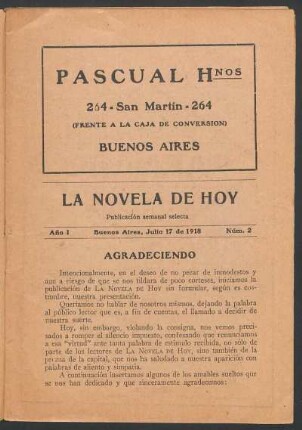 PASCUAL Hnos
264-San Martín-264
(FRENTE A LA CAJA DE CONVERSION)
BUENOS AIRES
LA NOVELA DE HOY
Publicación semanal selecta
Año I Buenos Aires, Julio 17 de 1918 Núm. 2
AGRADECIENDO
Intencionalmente, en el deseo de no pecar de inmodestos y
aun a riesgo de que se nos tildara de poco corteses, iniciamos la
publicación de LA NOVELA DE HOY sin formular, según es cos-
tumbre, nuestra presentación.
Queríamos no hablar de nosotros mismos, dejando la palabra
al público lector que es, a fin de cuentas, el llamado a decidir de
nuestra suerte.
Hoy, sin embargo, violando la consigna, nos vemos preci-
sados a romper el silencio impuesto, confesando que renunciamos
a esa "virtud" ante tanta palabra de estímulo recibida, no sólo de
parte de los lectores de LA NOVELA DE HOY, sino también de la
prensa de la capital, que nos ha saludado a nuestra aparición con
palabras de aliento y simpatía.
A continuación insertamos algunos de los amables sueltos que
se nos han dedicado y que sinceramente agradecemos: